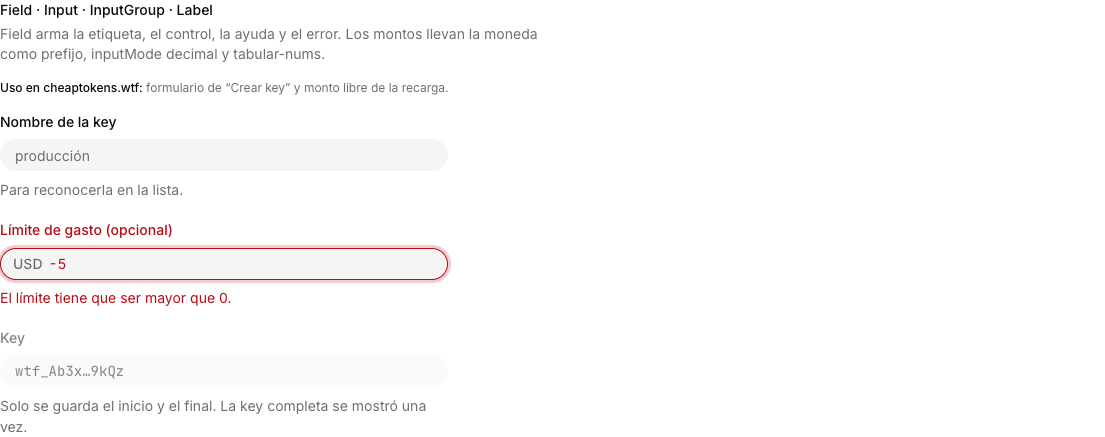 Field · Input · InputGroup · Label
Field arma la etiqueta, el control, la ayuda y el error. Los montos llevan la moneda
como prefijo, inputMode decimal y tabular-nums.
Uso en cheaptokens.wtf: formulario de “Crear key” y monto libre de la recarga.
Nombre de la key
producción
Para reconocerla en la lista.
Límite de gasto (opcional)
USD -5
El límite tiene que ser mayor que 0.
Key
wtf_Ab3x…9kQz
Solo se guarda el inicio y el final. La key completa se mostró una
vez.